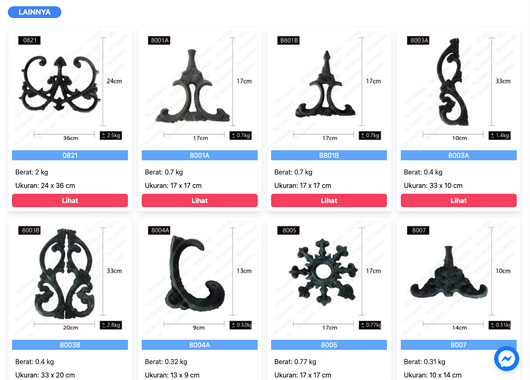 LAINNYA
0821
24cm
36cm
± 2.5kg
0821
Berat: 2 kg
Ukuran: 24 x 36 cm
Lihat
8001A
17cm
17cm
± 0.7kg
8001A
Berat: 0.7 kg
Ukuran: 17 x 17 cm
Lihat
B801B
17cm
17cm
± 0.7kg
B801B
Berat: 0.7 kg
Ukuran: 17 x 17 cm
Lihat
8003A
33cm
10cm
± 1.4kg
8003A
Berat: 0.4 kg
Ukuran: 33 x 10 cm
Lihat
8003B
33cm
20cm
± 2.8kg
8003B
Berat: 0.4 kg
Ukuran: 33 x 20 cm
8004A
13cm
9cm
± 0.32kg
8004A
Berat: 0.32 kg
Ukuran: 13 x 9 cm
8005
17cm
17cm
± 0.77kg
8005
Berat: 0.77 kg
Ukuran: 17 x 17 cm
8007
10cm
14cm
± 0.31kg
8007
Berat: 0.31 kg
Ukuran: 10 x 14 cm